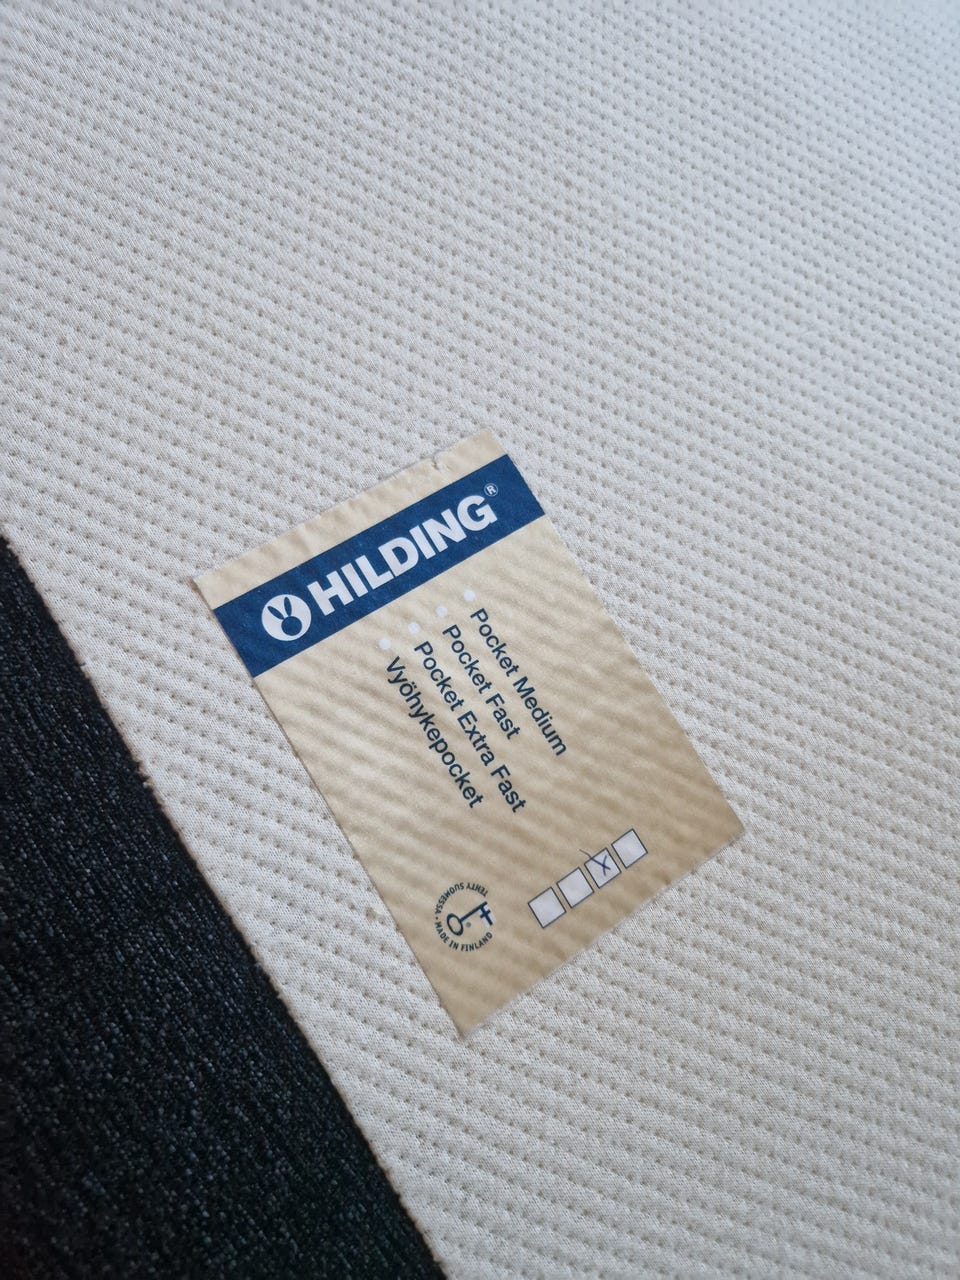 HILDING®
Pocket Medium
Pocket Fast
Pocket Extra Fast
Vyöhykepocket
TEHTY SUOMESSA • MADE IN FINLAND